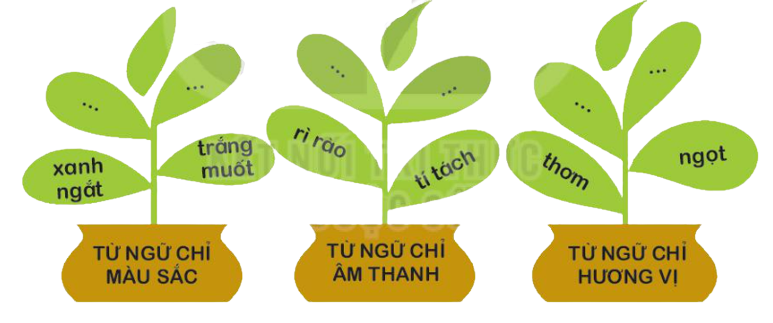 ...
...
xanh
ngát
trắng
muốt
TỪ NGỮ CHỈ
MÀU SẮC
...
...
rì rào
tí tách
TỪ NGỮ CHỈ
ÂM THANH
...
...
thơm
ngọt
TỪ NGỮ CHỈ
HƯƠNG VỊ